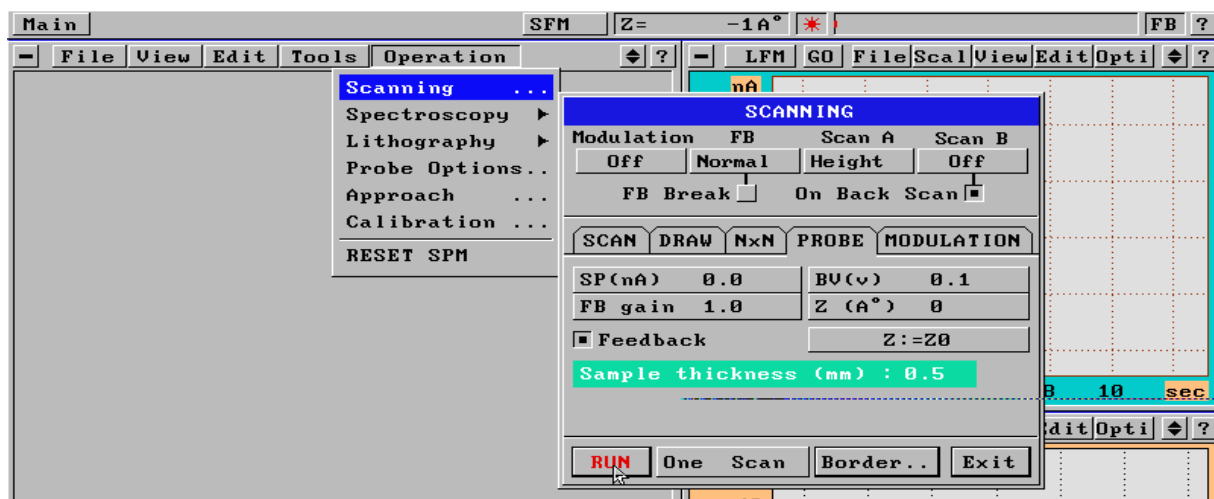 Main SFM Z= -1A° FB ?
File View Edit Tools Operation ? LFM GO File Scal View Edit Opti ?
Scanning ...
Spectroscopy
Lithography
Probe Options..
Approach ...
Calibration ...
RESET SPM
nA
SCANNING
Modulation FB Scan A Scan B
Off Normal Height Off
FB Break On Back Scan
SCAN DRAW NxN PROBE MODULATION
SP(nA) 0.0 BV(v) 0.1
FB gain 1.0 Z (A°) 0
Feedback Z:=Z0
Sample thickness (mm) : 0.5
RUN One Scan Border.. Exit
10 sec
dit Opti ?